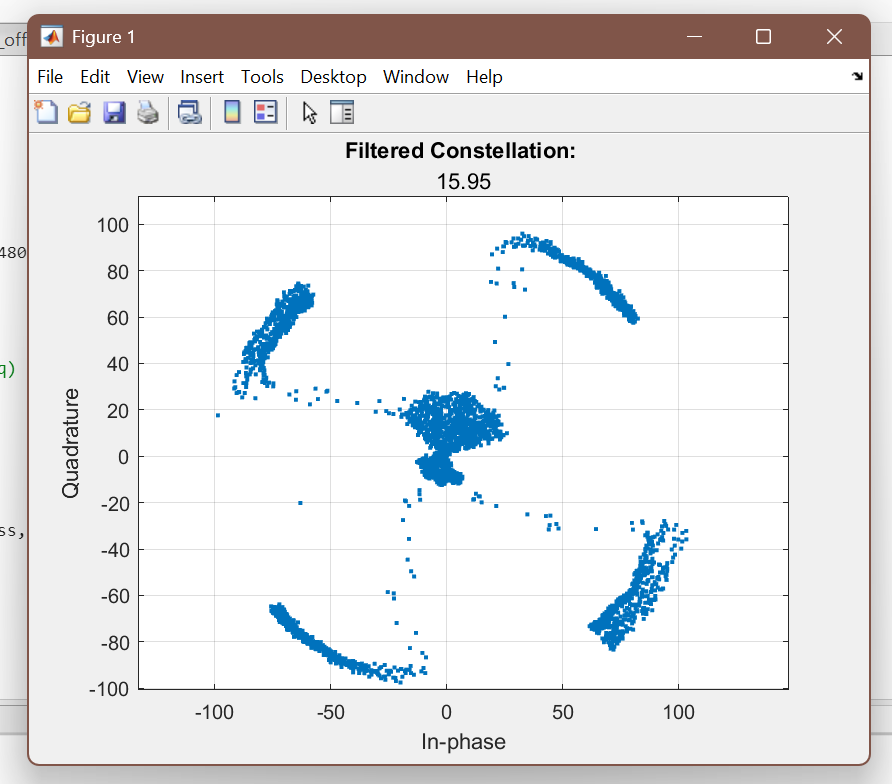 _off
Figure 1
File Edit View Insert Tools Desktop Window Help
Filtered Constellation:
15.95
480
q)
ss,
Quadrature
100
80
60
40
20
0
-20
-40
-60
-80
-100
-100 -50 0 50 100
In-phase